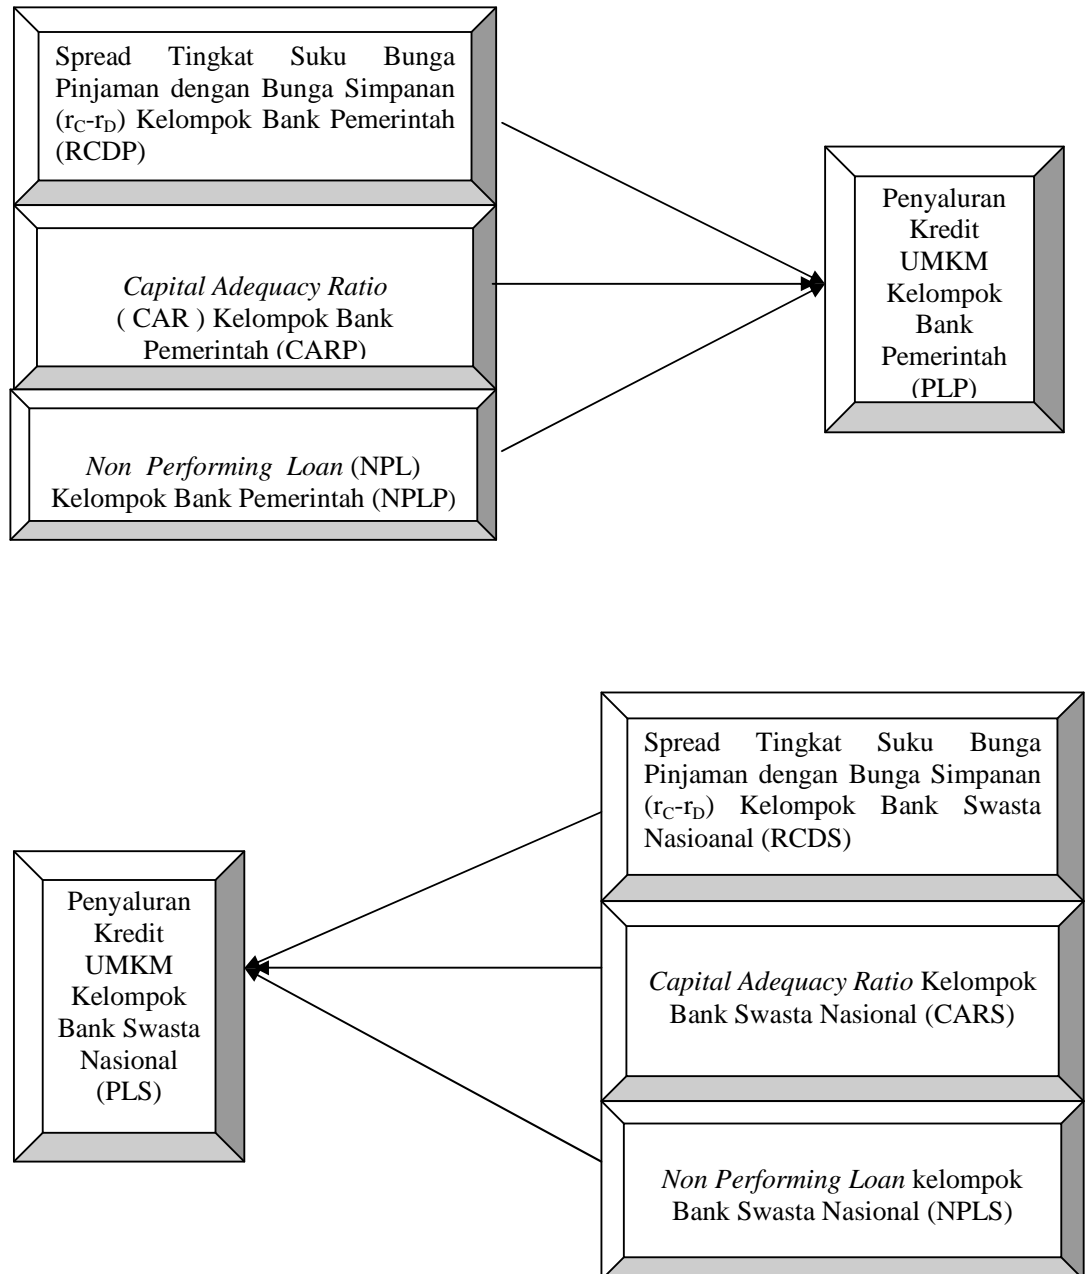 Spread Tingkat Suku Bunga
Pinjaman dengan Bunga Simpanan
(rC-rD) Kelompok Bank Pemerintah
(RCDP)
Capital Adequacy Ratio
( CAR ) Kelompok Bank
Pemerintah (CARP)
Non Performing Loan (NPL)
Kelompok Bank Pemerintah (NPLP)
Penyaluran
Kredit
UMKM
Kelompok
Bank
Pemerintah
(PLP)
Penyaluran
Kredit
UMKM
Kelompok
Bank Swasta
Nasional
(PLS)
Spread Tingkat Suku Bunga
Pinjaman dengan Bunga Simpanan
(rC-rD) Kelompok Bank Swasta
Nasioanal (RCDS)
Capital Adequacy Ratio Kelompok
Bank Swasta Nasional (CARS)
Non Performing Loan kelompok
Bank Swasta Nasional (NPLS)